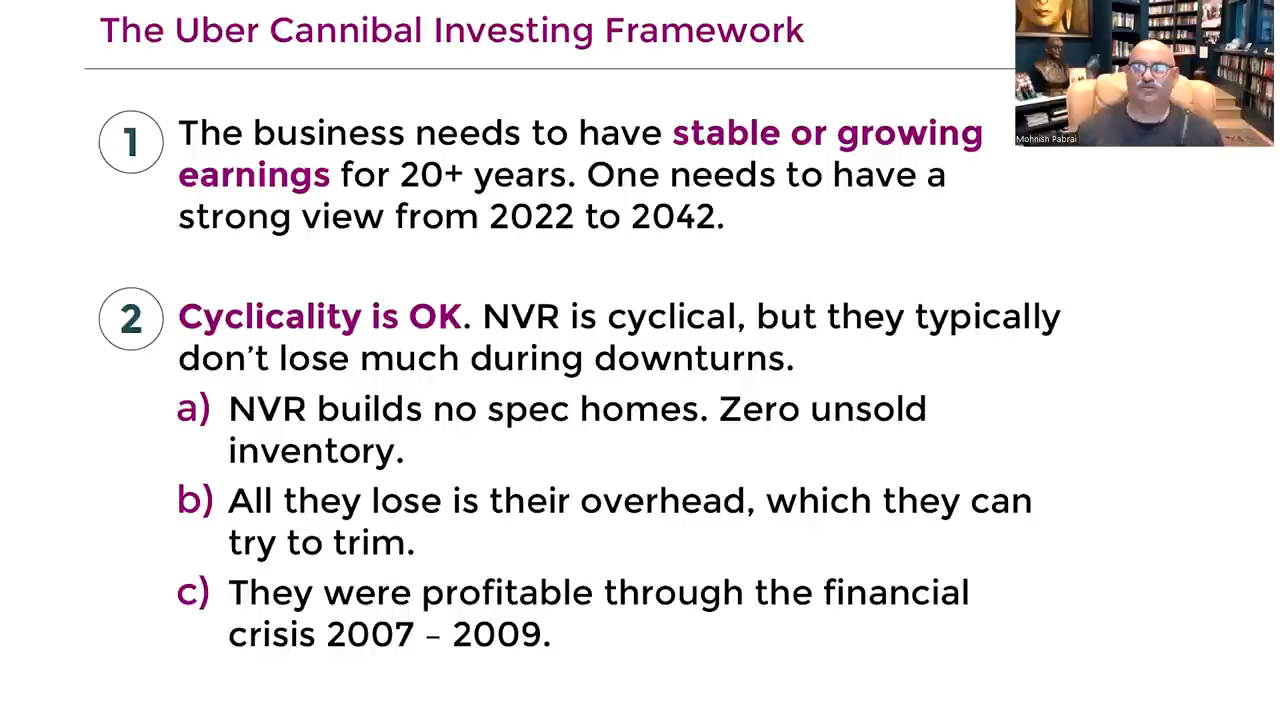 The Uber Cannibal Investing Framework
Mohnish Pabrai
1
The business needs to have stable or growing
earnings for 20+ years. One needs to have a
strong view from 2022 to 2042.
2
Cyclicality is OK. NVR is cyclical, but they typically
don’t lose much during downturns.
a) NVR builds no spec homes. Zero unsold
inventory.
b) All they lose is their overhead, which they can
try to trim.
c) They were profitable through the financial
crisis 2007 – 2009.